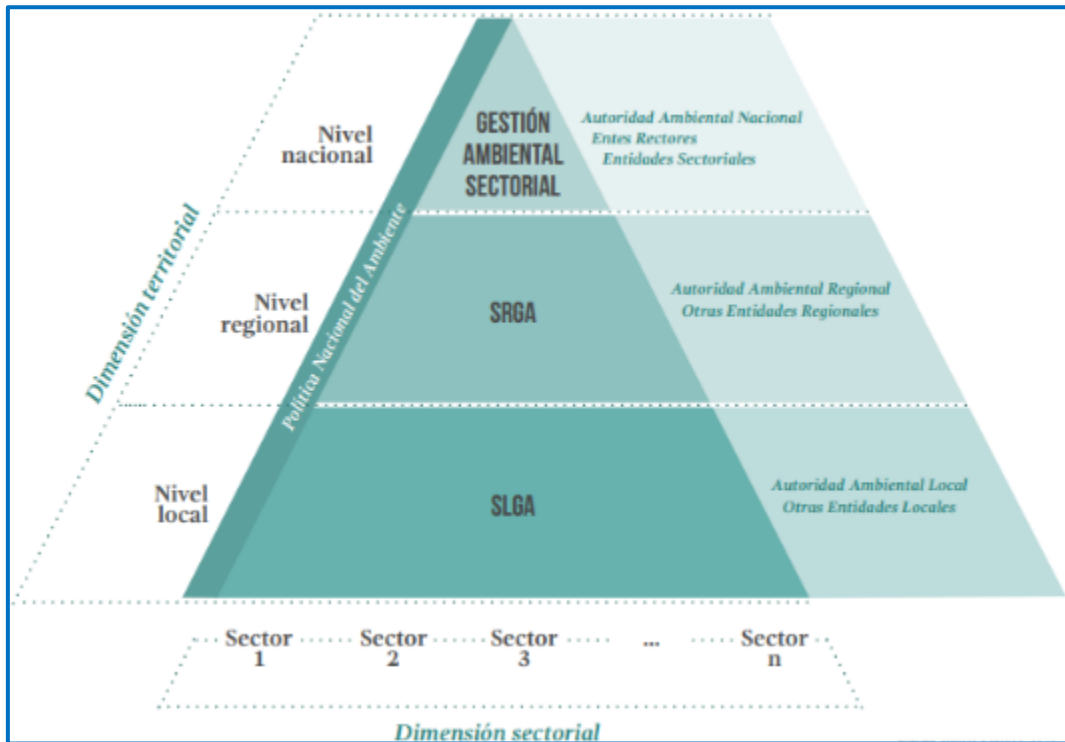 Nivel
nacional
GESTIÓN
AMBIENTAL
SECTORIAL
Autoridad Ambiental Nacional
Entes Rectores
Entidades Sectoriales
Dimensión territorial
Política Nacional del Ambiente
Nivel
regional
SRGA
Autoridad Ambiental Regional
Otras Entidades Regionales
Nivel
local
SLGA
Autoridad Ambiental Local
Otras Entidades Locales
Sector
1
Sector
2
Sector
3
...
Sector
n
Dimensión sectorial